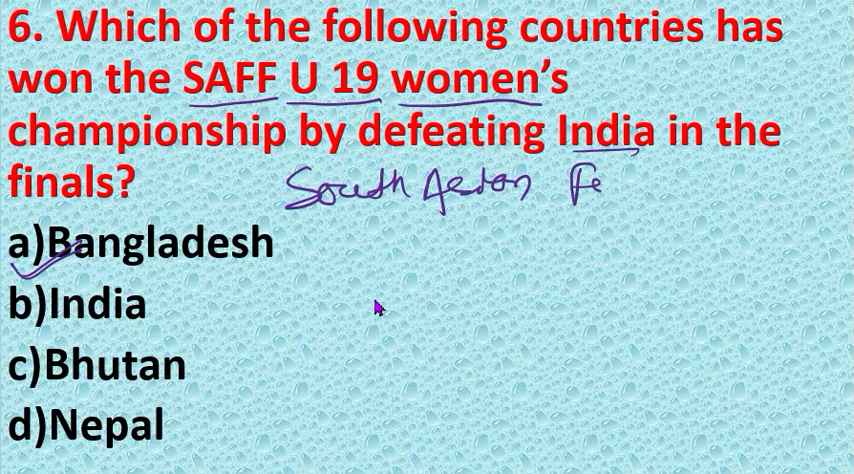 6. Which of the following countries has
won the SAFF U 19 women's
championship by defeating India in the
finals?
South Asian Fe
a)Bangladesh
b)India
c)Bhutan
d)Nepal